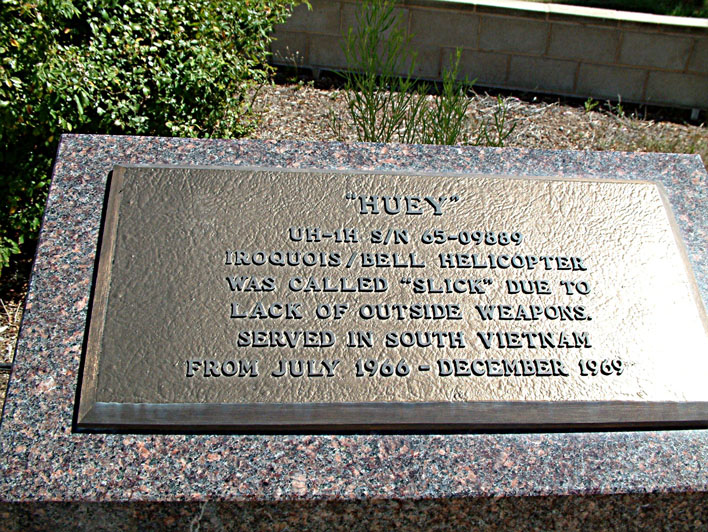 "HUEY"
UH-1H S/N 65-09889
IROQUOIS/BELL HELICOPTER
WAS CALLED "SLICK" DUE TO
LACK OF OUTSIDE WEAPONS.
SERVED IN SOUTH VIETNAM
FROM JULY 1966 - DECEMBER 1969